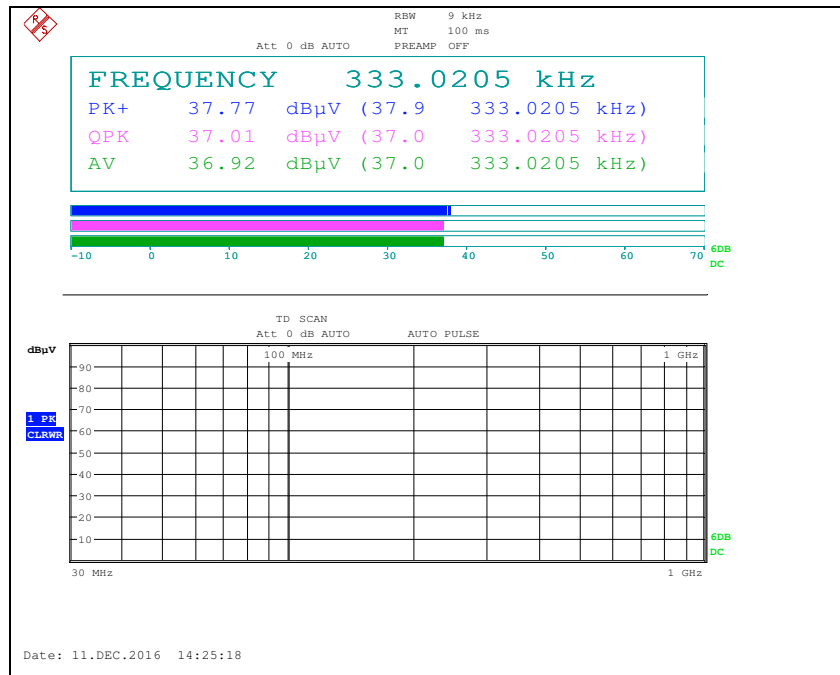 R S
RBW 9 kHz
MT 100 ms
Att 0 dB AUTO PREAMP OFF
FREQUENCY 333.0205 kHz
PK+ 37.77 dBµV (37.9 333.0205 kHz)
QPK 37.01 dBµV (37.0 333.0205 kHz)
AV 36.92 dBµV (37.0 333.0205 kHz)
-10 0 10 20 30 40 50 60 70
6DB
DC
TD SCAN
Att 0 dB AUTO AUTO PULSE
dBµV
100 MHz 1 GHz
90
80
70
1 PK
CLRWR
60
50
40
30
20
10
6DB
DC
30 MHz 1 GHz
Date: 11.DEC.2016 14:25:18